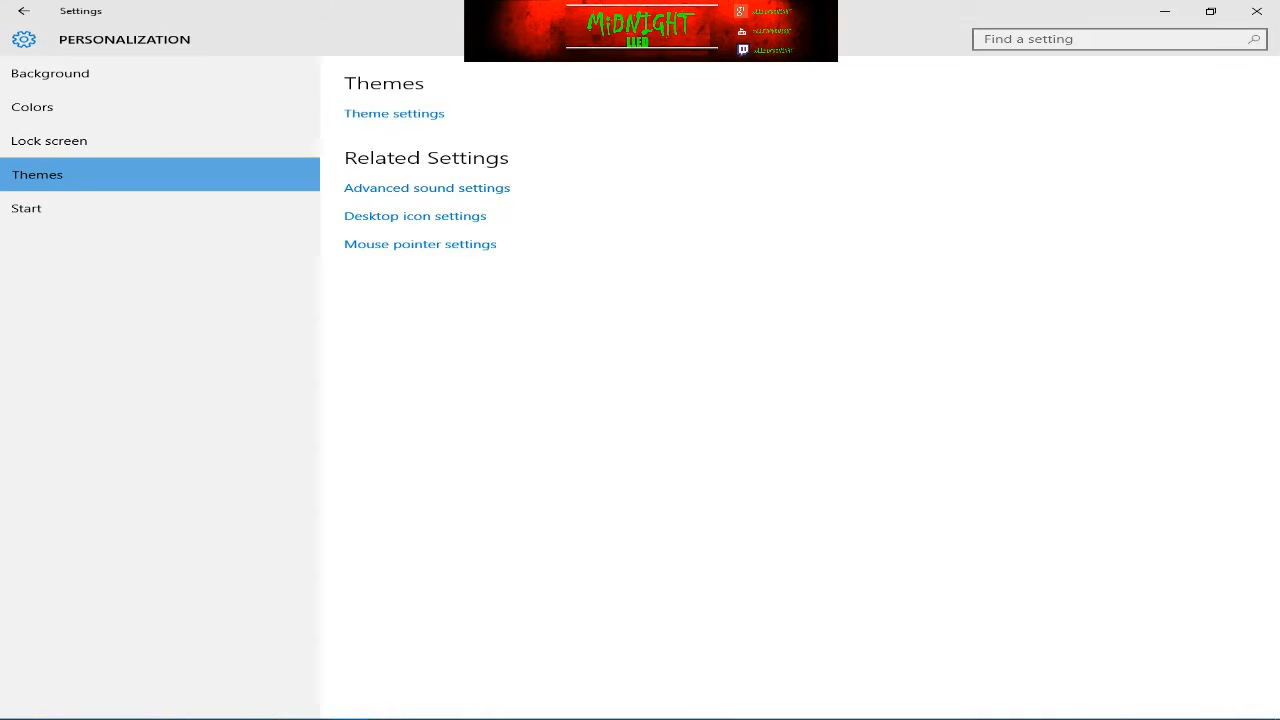 Settings
PERSONALIZATION
MiDNiGHT
Find a setting
Background
Colors
Lock screen
Themes
Start
Themes
Theme settings
Related Settings
Advanced sound settings
Desktop icon settings
Mouse pointer settings